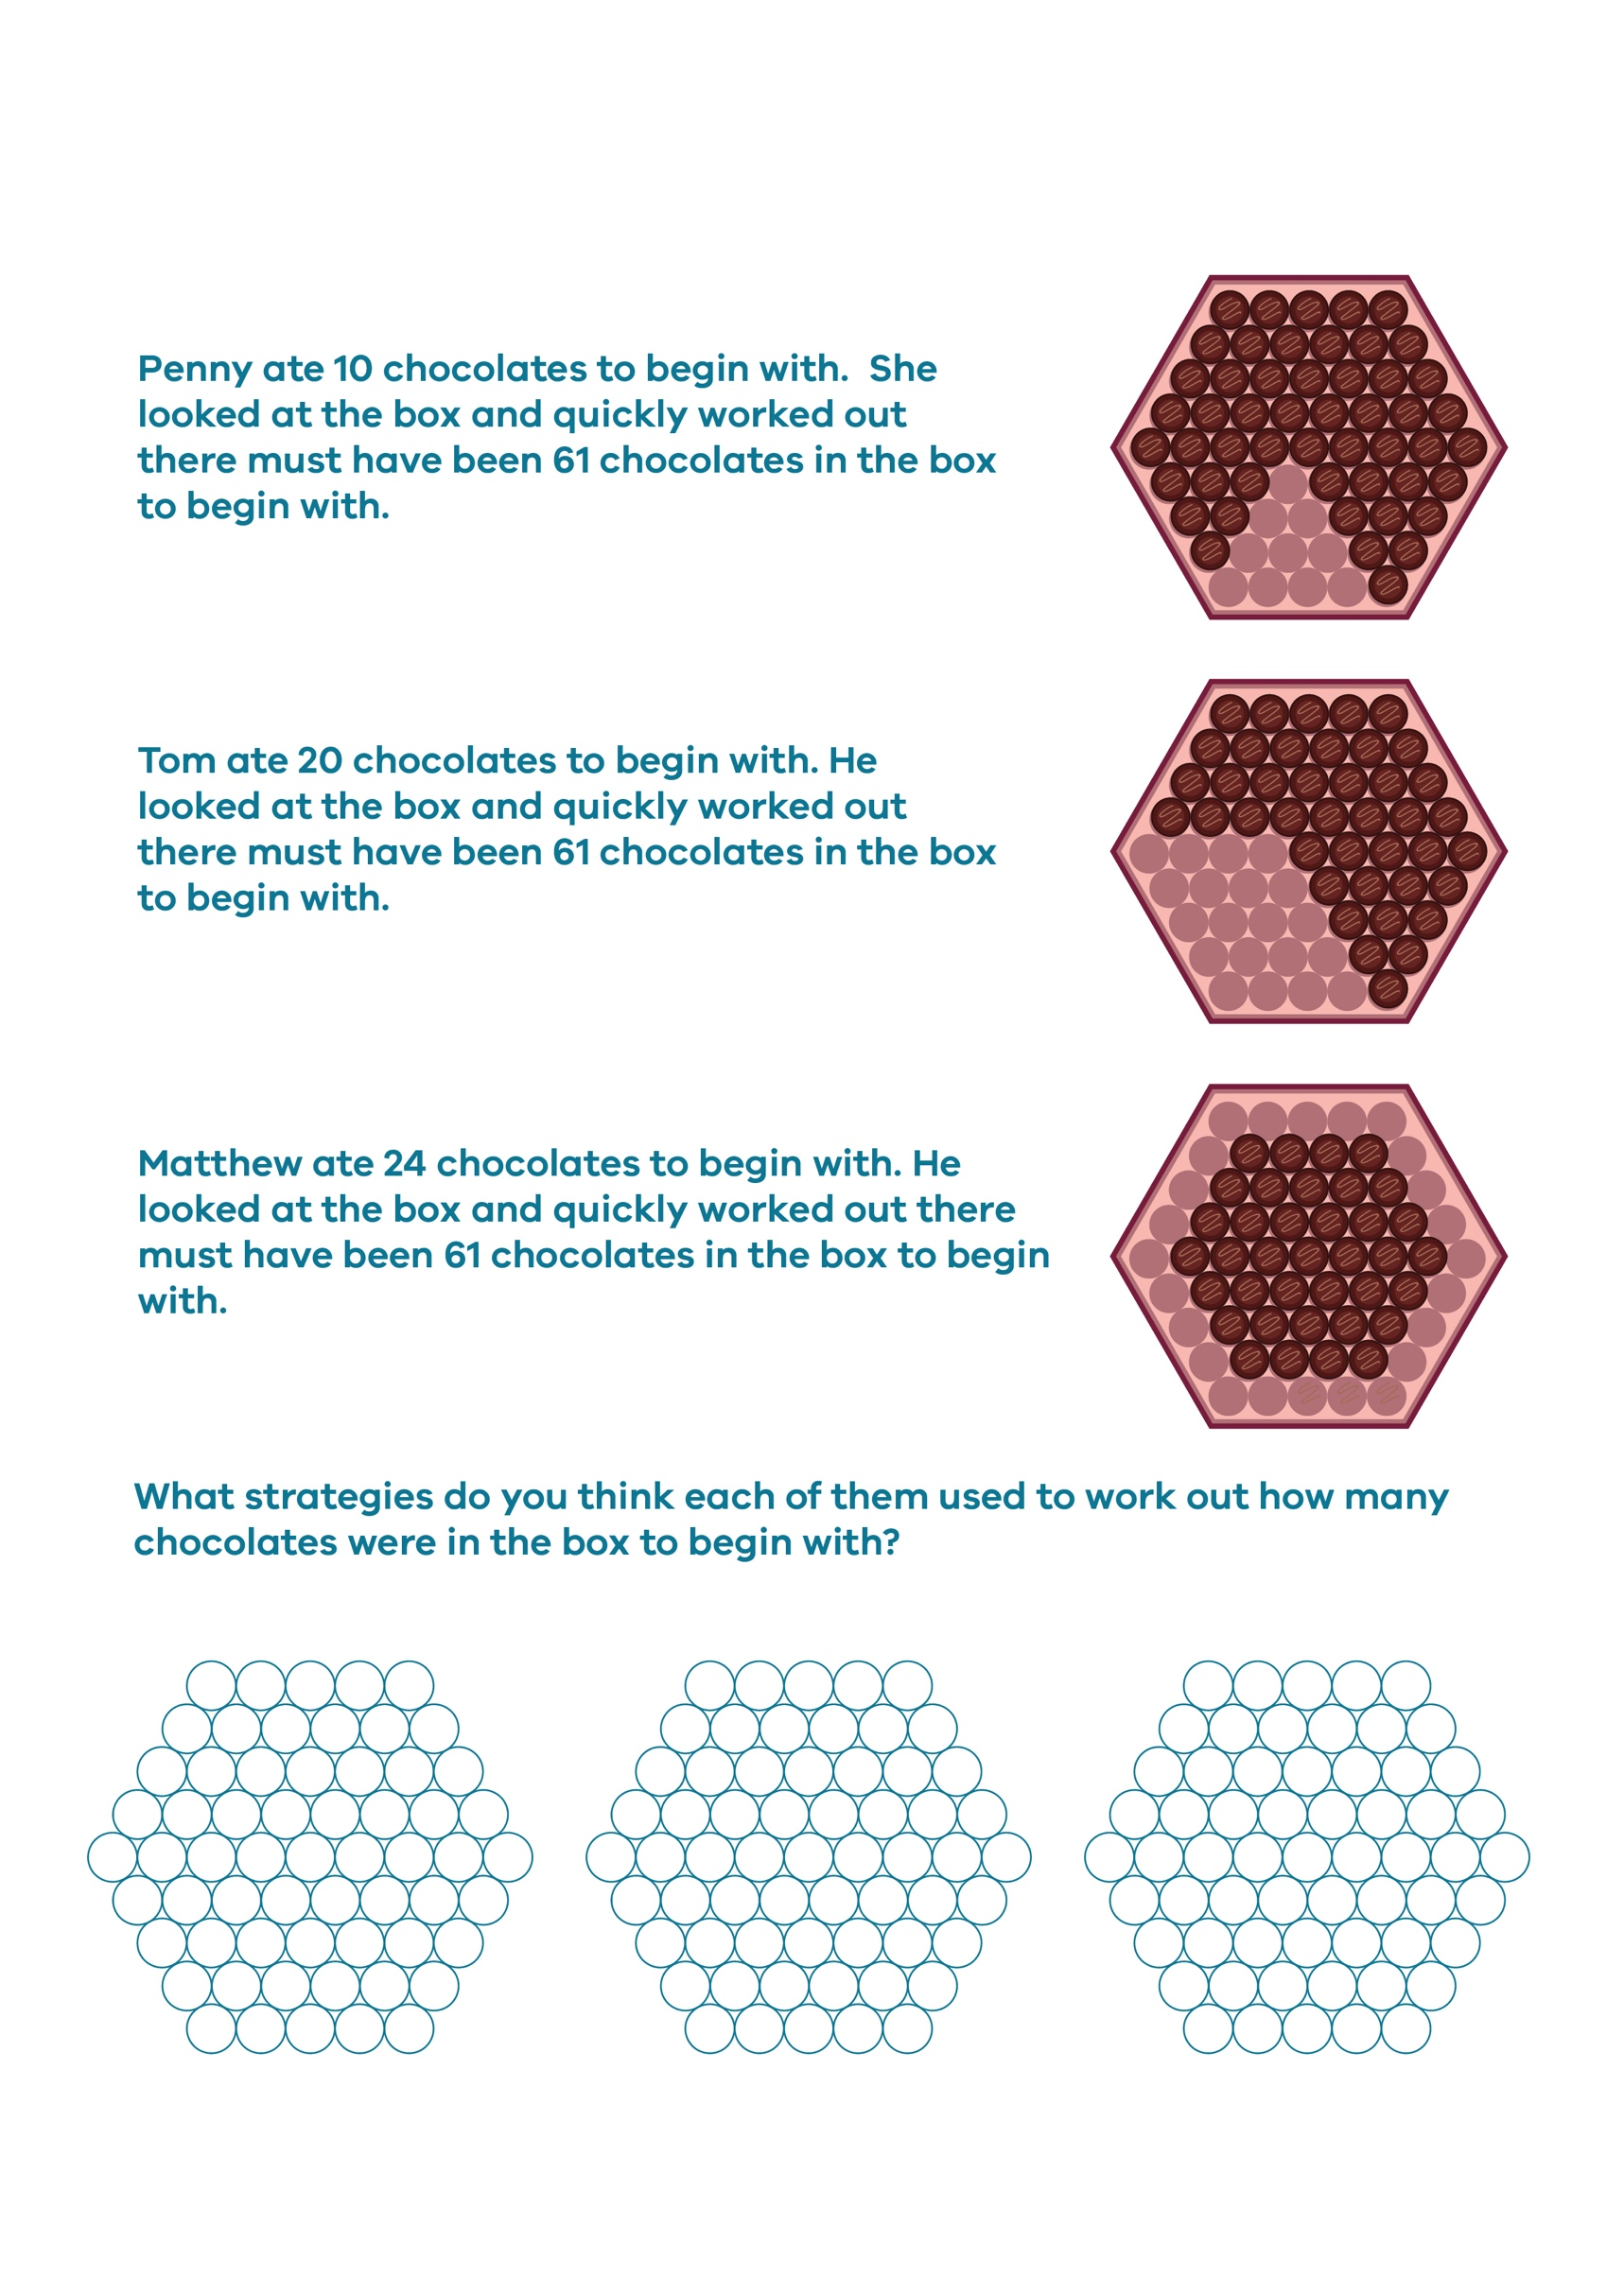 Penny ate 10 chocolates to begin with.  She
looked at the box and quickly worked out
there must have been 61 chocolates in the box
to begin with.
Tom ate 20 chocolates to begin with. He
looked at the box and quickly worked out
there must have been 61 chocolates in the box
to begin with.
Matthew ate 24 chocolates to begin with. He
looked at the box and quickly worked out there
must have been 61 chocolates in the box to begin
with.
What strategies do you think each of them used to work out how many
chocolates were in the box to begin with?